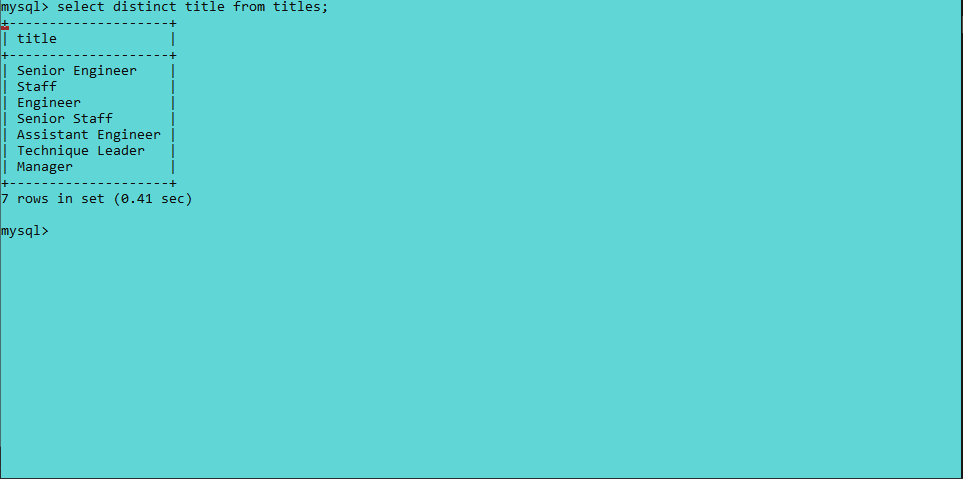 mysql> select distinct title from titles;
+--------------------+
| title              |
+--------------------+
| Senior Engineer    |
| Staff              |
| Engineer           |
| Senior Staff       |
| Assistant Engineer |
| Technique Leader   |
| Manager            |
+--------------------+
7 rows in set (0.41 sec)

mysql>